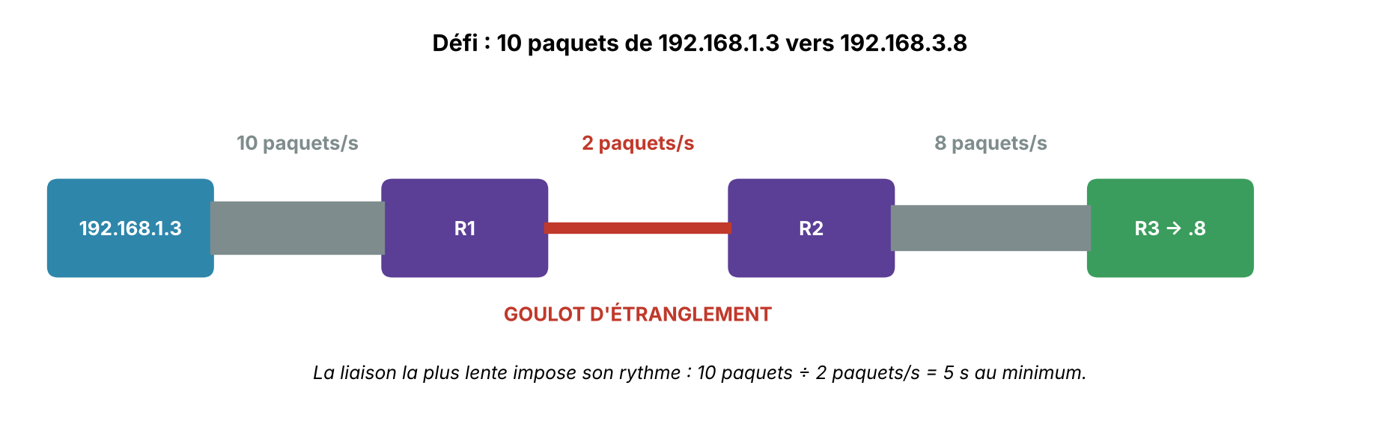 Défi : 10 paquets de 192.168.1.3 vers 192.168.3.8
10 paquets/s
2 paquets/s
8 paquets/s
192.168.1.3
R1
R2
R3 → .8
GOULOT D'ÉTRANGLEMENT
La liaison la plus lente impose son rythme : 10 paquets ÷ 2 paquets/s = 5 s au minimum.